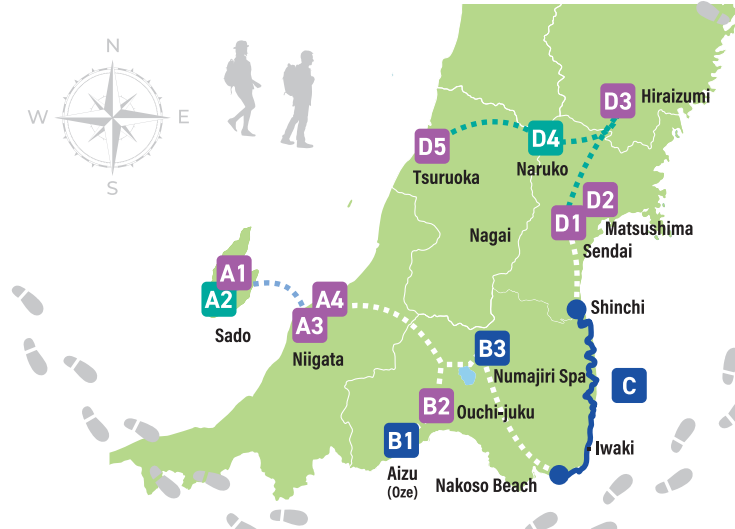 N
W
E
S
D3
Hiraizumi
D5
D4
Tsuruoka
Naruko
D2
D1
Matsushima
Nagai
Sendai
A1
A2
A4
A3
Sado
Niigata
Shinchi
B3
Numajiri Spa
C
B2
Ouchi-juku
B1
Iwaki
Aizu
(Oze)
Nakoso Beach